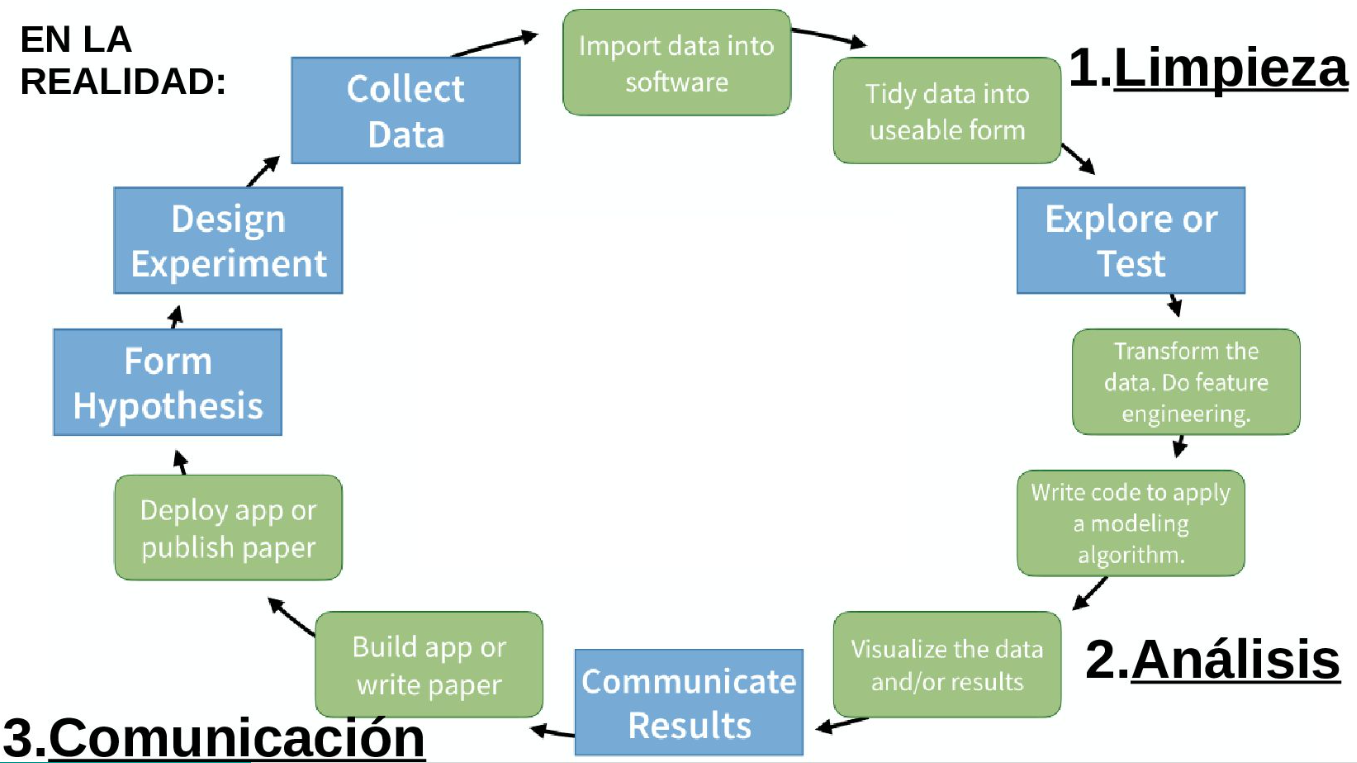 EN LA
REALIDAD:
Collect
Data
Import data into
software
Tidy data into
useable form
1.Limpieza
Explore or
Test
Transform the
data. Do feature
engineering.
Write code to apply
a modeling
algorithm.
2.Análisis
Visualize the data
and/or results
Communicate
Results
Build app or
write paper
3.Comunicación
Deploy app or
publish paper
Form
Hypothesis
Design
Experiment